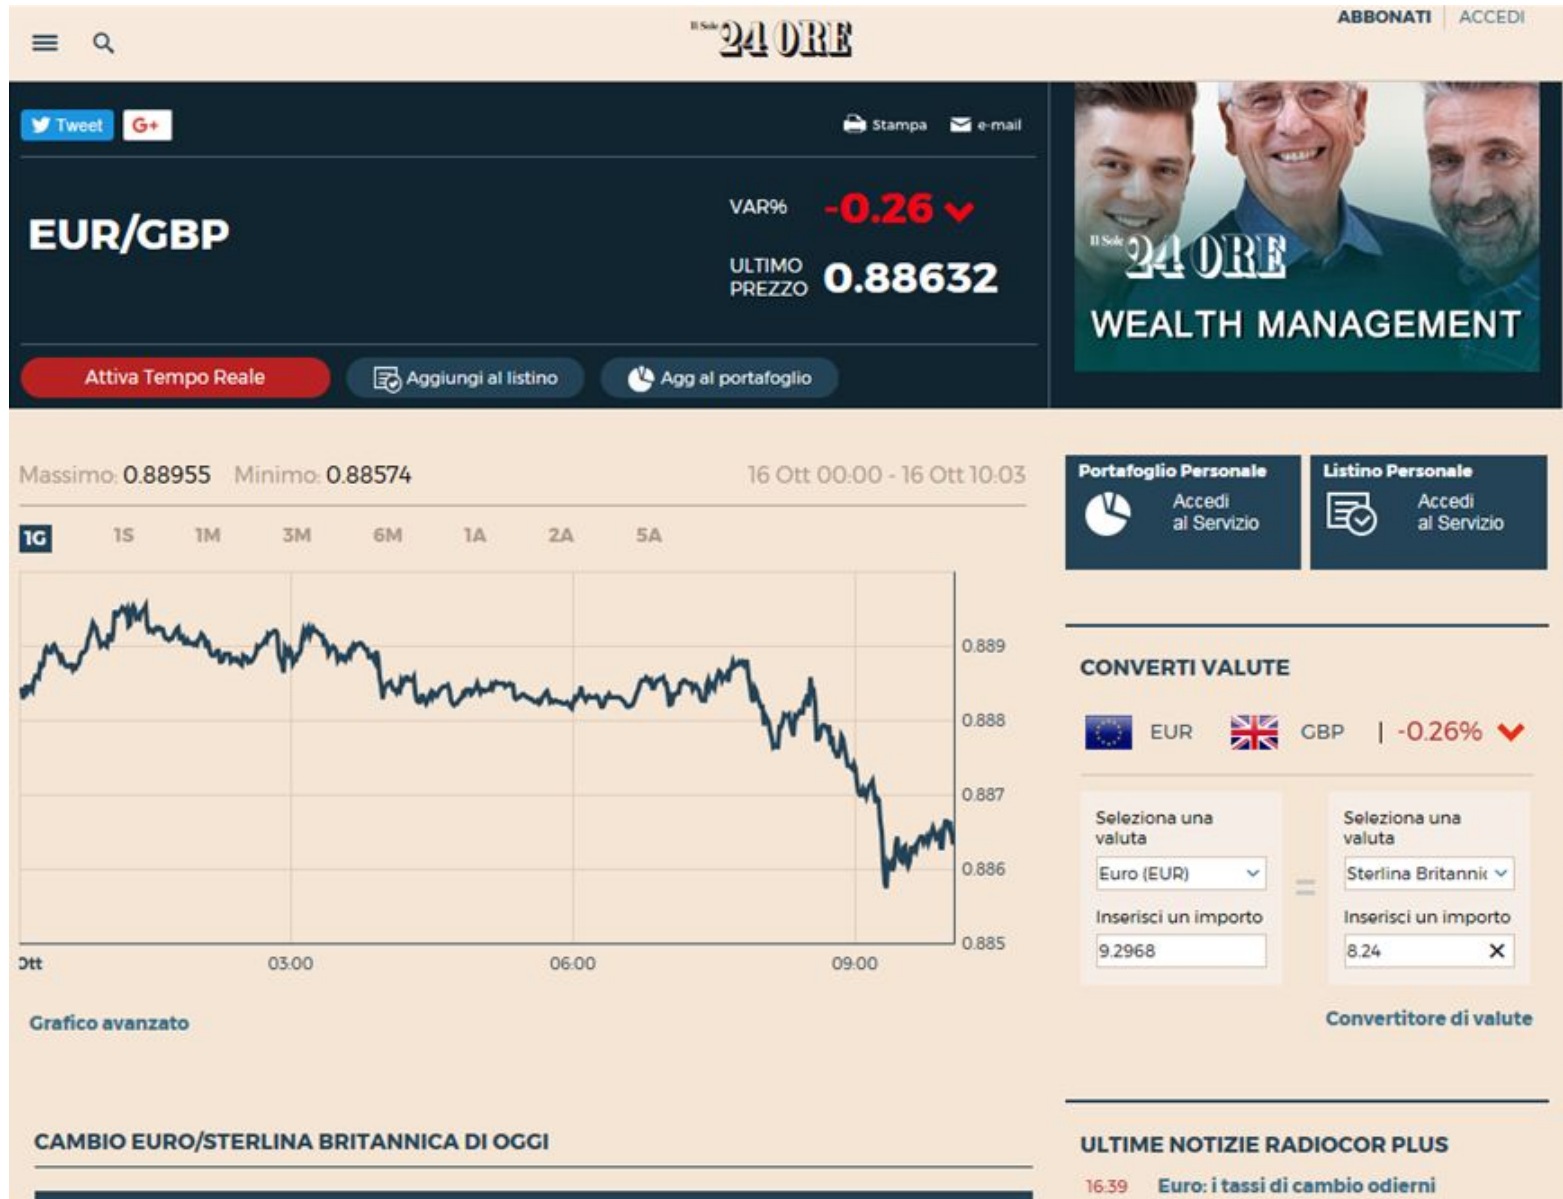 ABBONATI ACCEDI
Il Sole 24 ORE
Tweet G+ Stampa e-mail
EUR/GBP
VAR% -0.26
ULTIMO PREZZO 0.88632
Attiva Tempo Reale Aggiungi al listino Agg al portafoglio
Il Sole 24 ORE
WEALTH MANAGEMENT
Massimo: 0.88955 Minimo: 0.88574 16 Ott 00:00 - 16 Ott 10:03
1G 1S 1M 3M 6M 1A 2A 5A
0.889
0.888
0.887
0.886
0.885
Ott 03:00 06:00 09:00
Grafico avanzato
CAMBIO EURO/STERLINA BRITANNICA DI OGGI
Portafoglio Personale
Accedi
al Servizio
Listino Personale
Accedi
al Servizio
CONVERTI VALUTE
EUR GBP | -0.26%
Seleziona una
valuta
Euro (EUR)
Inserisci un importo
9.2968
=
Seleziona una
valuta
Sterlina Britannic
Inserisci un importo
8.24
Convertitore di valute
ULTIME NOTIZIE RADIOCOR PLUS
16:39 Euro: i tassi di cambio odierni